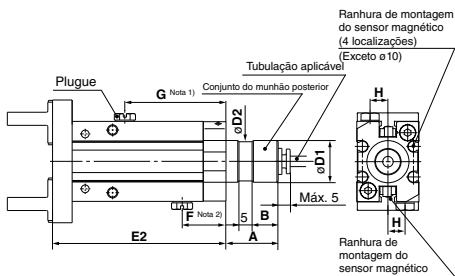 Ranhura de montagem
do sensor magnético
(4 localizações)
(Exceto ø10)
Tubulação aplicável
Conjunto do munhão posterior
Plugue
G Nota 1)
H
øD2
øD1
Máx. 5
F Nota 2)
5
B
E2
A
H
Ranhura de
montagem do
sensor magnético